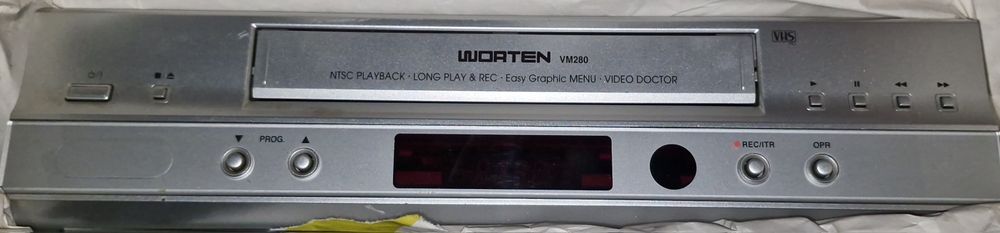 WORTEN VM280
VHS
NTSC PLAYBACK · LONG PLAY & REC · Easy Graphic MENU · VIDEO DOCTOR
PROG.
REC/ITR
OPR